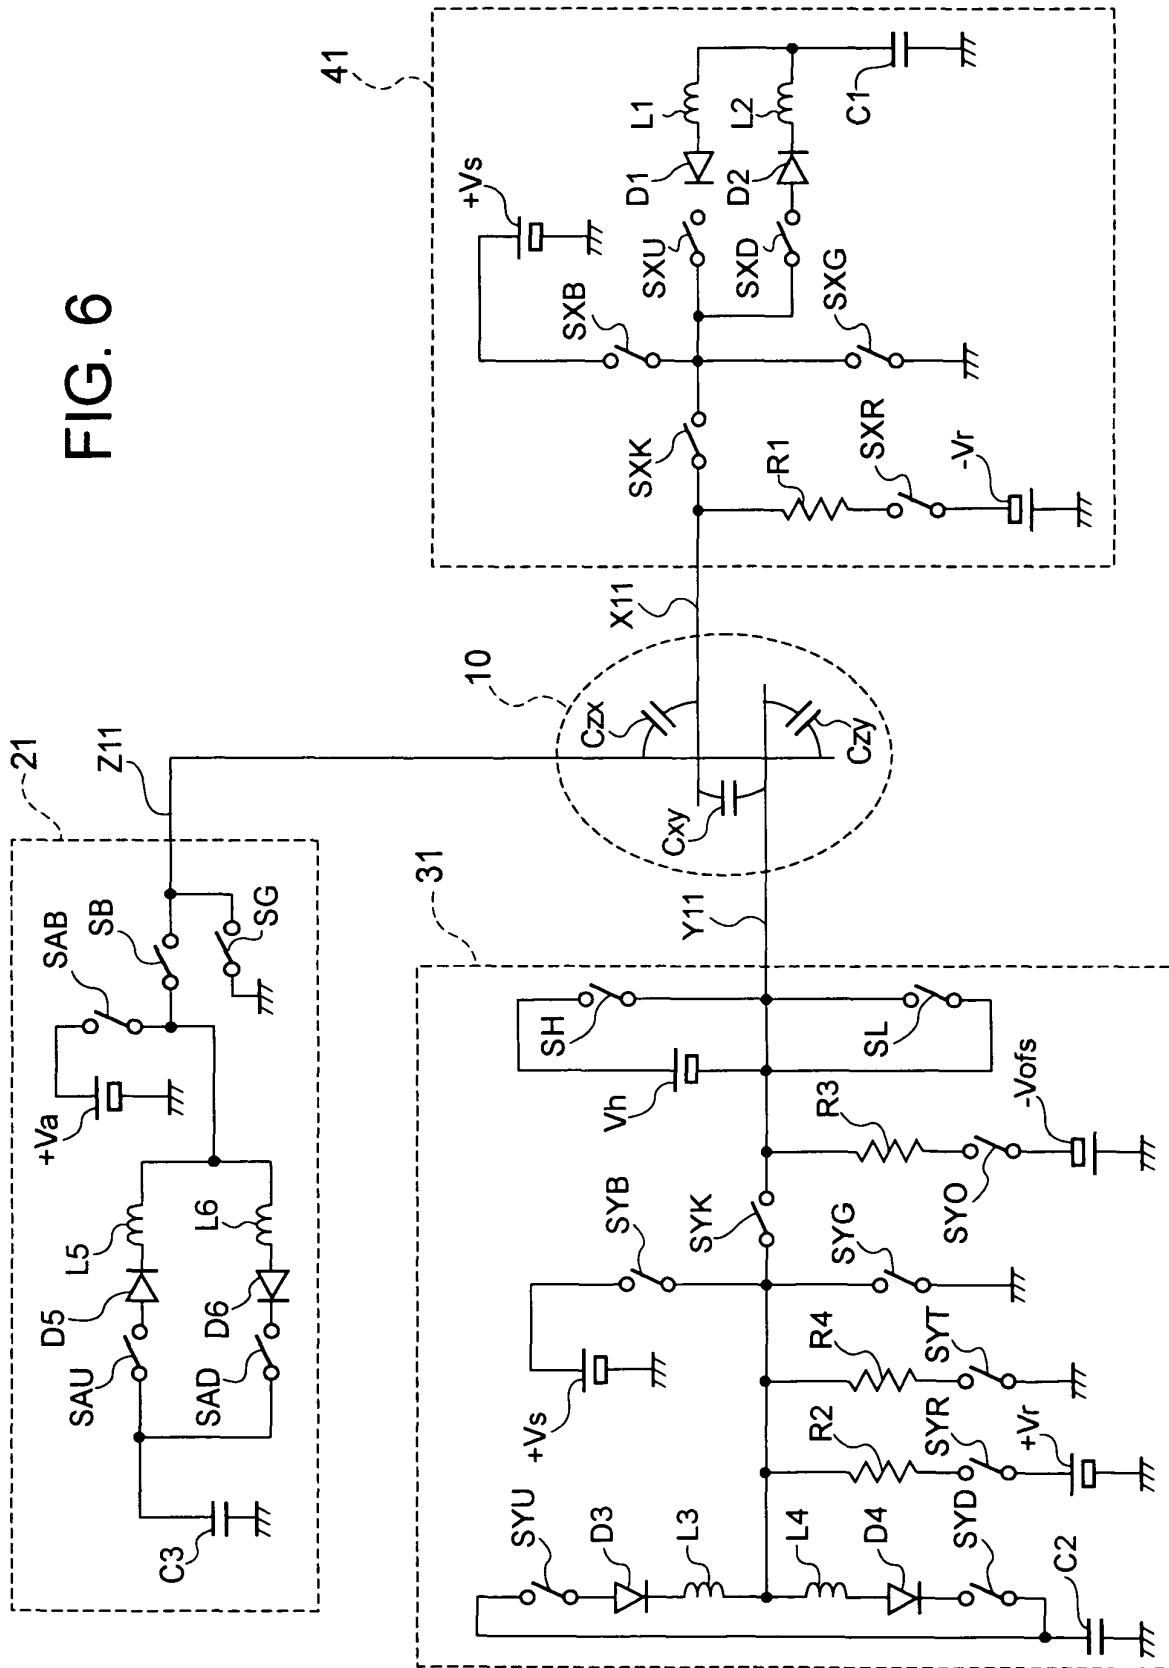 FIG. 6
21
Z11
SAB
SB
SG
+Va
L5
L6
D5
D6
SAU
SAD
C3
10
Czx
Czy
Cxy
X11
Y11
41
+Vs
SXB
SXU
SXD
SXG
D1
D2
L1
L2
C1
SXK
R1
SXR
-Vr
31
SH
SL
Vh
R3
SYO
-Vofs
SYB
SYK
SYG
+Vs
R4
SYT
R2
SYR
+Vr
SYU
D3
L3
L4
D4
SYD
C2